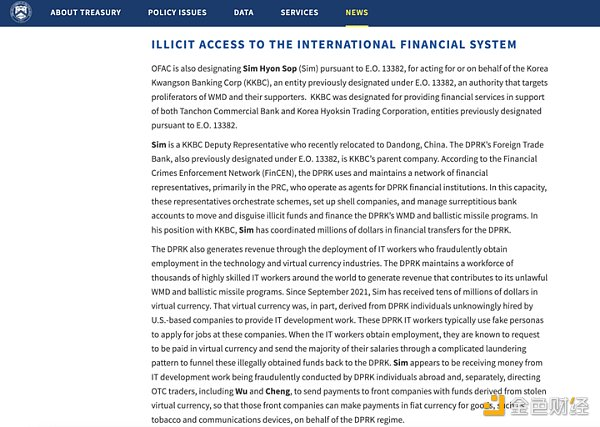 ABOUT TREASURY POLICY ISSUES DATA SERVICES NEWS
ILLICIT ACCESS TO THE INTERNATIONAL FINANCIAL SYSTEM
OFAC is also designating Sim Hyon Sop (Sim) pursuant to E.O. 13382, for acting for or on behalf of the Korea
Kwangson Banking Corp (KKBC), an entity previously designated under E.O. 13382, an authority that targets
proliferators of WMD and their supporters. KKBC was designated for providing financial services in support
of both Tanchon Commercial Bank and Korea Hyoksin Trading Corporation, entities previously designated
pursuant to E.O. 13382.
Sim is a KKBC Deputy Representative who recently relocated to Dandong, China. The DPRK's Foreign Trade
Bank, also previously designated under E.O. 13382, is KKBC's parent company. According to the Financial
Crimes Enforcement Network (FinCEN), the DPRK uses and maintains a network of financial
representatives, primarily in the PRC, who operate as agents for DPRK financial institutions. In this capacity,
these representatives orchestrate schemes, set up shell companies, and manage surreptitious bank
accounts to move and disguise illicit funds and finance the DPRK's WMD and ballistic missile programs. In
his position with KKBC, Sim has coordinated millions of dollars in financial transfers for the DPRK.
The DPRK also generates revenue through the deployment of IT workers who fraudulently obtain
employment in the technology and virtual currency industries. The DPRK maintains a workforce of
thousands of highly skilled IT workers around the world to generate revenue that contributes to its unlawful
WMD and ballistic missile programs. Since September 2021, Sim has received tens of millions of dollars in
virtual currency. That virtual currency was, in part, derived from DPRK individuals unknowingly hired by
U.S.-based companies to provide IT development work. These DPRK IT workers typically use fake personas
to apply for jobs at these companies. When the IT workers obtain employment, they are known to request
to be paid in virtual currency and send the majority of their salaries through a complicated laundering
pattern to funnel these illegally obtained funds back to the DPRK. Sim appears to be receiving money from
IT development work being fraudulently conducted by DPRK individuals abroad and, separately, directing
OTC traders, including Wu and Cheng, to send payments to front companies with funds derived from stolen
virtual currency, so that those front companies can make payments in fiat currency for goods, such as
tobacco and communications devices, on behalf of the DPRK regime.
金色财经